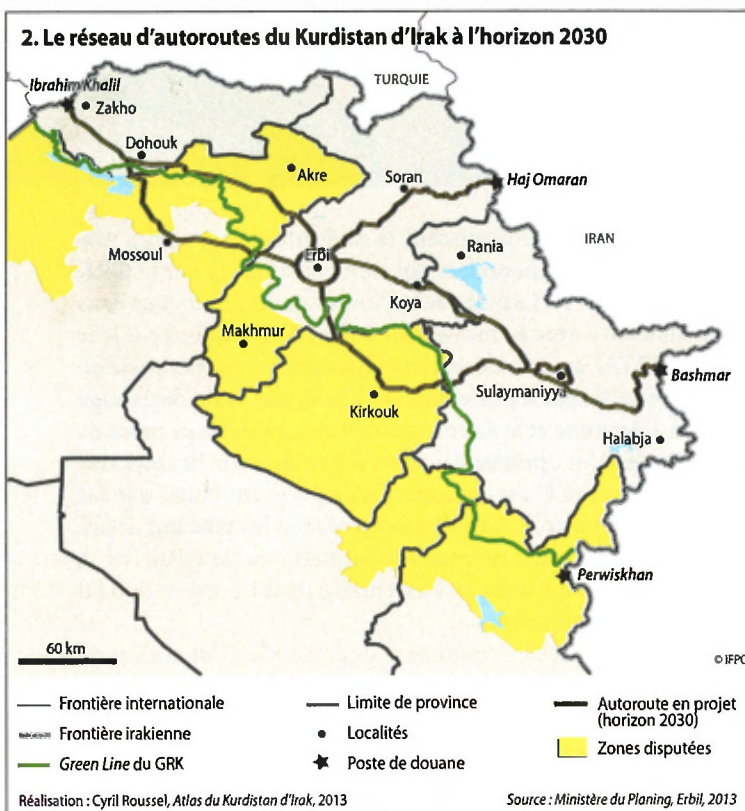 2. Le réseau d'autoroutes du Kurdistan d'Irak à l'horizon 2030
TURQUIE
Ibrahim Khalil
Zakho
Dohouk
Akre
Soran
Haj Omaran
IRAN
Mossoul
Erbi
Rania
Koya
Makhmur
Kirkouk
Sulaymaniyya
Bashmar
Halabja
Perwiskhan
60 km
© IFPO
Frontière internationale
Frontière irakienne
Green Line du GRK
Limite de province
Localités
Poste de douane
Autoroute en projet
(horizon 2030)
Zones disputées
Réalisation : Cyril Roussel, Atlas du Kurdistan d'Irak, 2013
Source : Ministère du Planing, Erbil, 2013